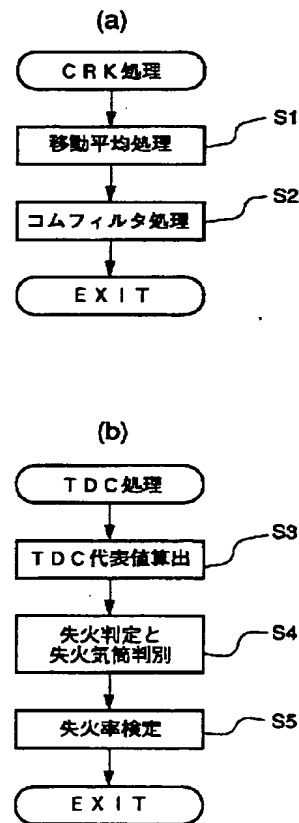 (a)
CRK処理
移動平均処理
S1
コムフィルタ処理
S2
EXIT
(b)
TDC処理
TDC代表値算出
S3
失火判定と
失火気筒判別
S4
失火率検定
S5
EXIT